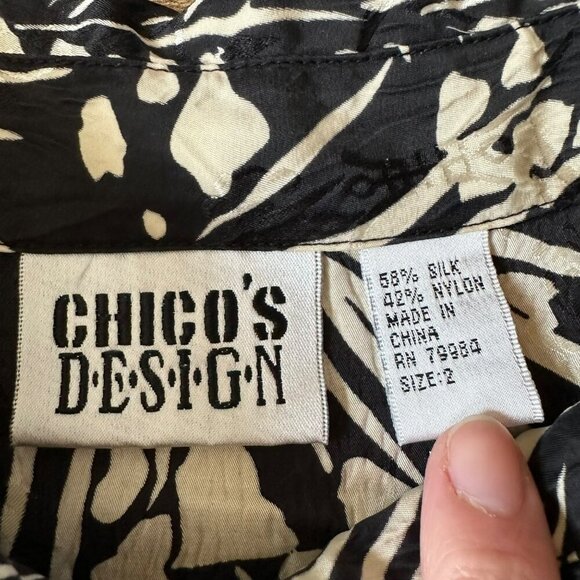 CHICO'S
D•E•S•I•G•N
58% SILK
42% NYLON
MADE IN
CHINA
RN 79984
SIZE:2